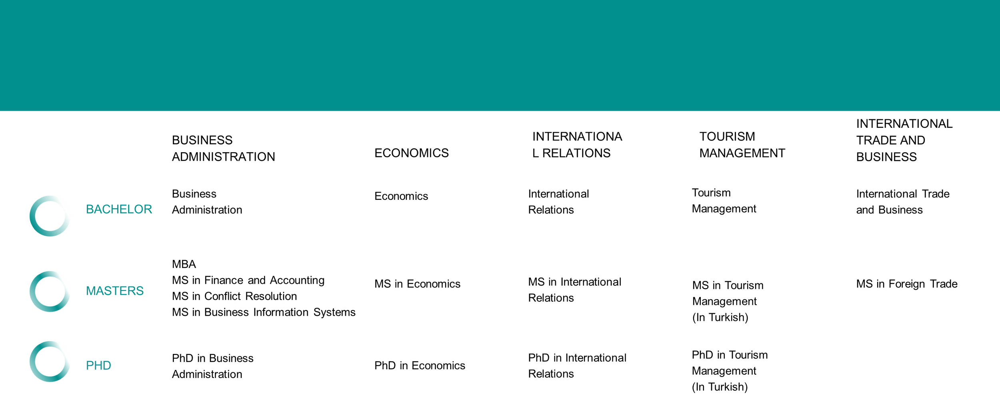 BUSINESS
ADMINISTRATION
ECONOMICS
INTERNATIONA
L RELATIONS
TOURISM
MANAGEMENT
INTERNATIONAL
TRADE AND
BUSINESS
BACHELOR
Business
Administration
Economics
International
Relations
Tourism
Management
International Trade
and Business
MASTERS
MBA
MS in Finance and Accounting
MS in Conflict Resolution
MS in Business Information Systems
MS in Economics
MS in International
Relations
MS in Tourism
Management
(In Turkish)
MS in Foreign Trade
PHD
PhD in Business
Administration
PhD in Economics
PhD in International
Relations
PhD in Tourism
Management
(In Turkish)